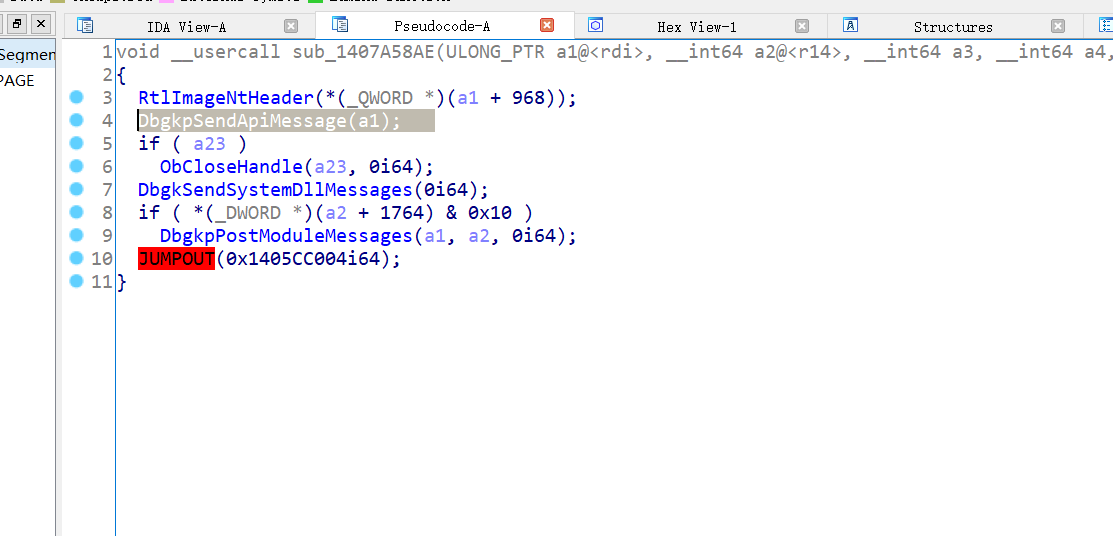 IDA View-A
Pseudocode-A
Hex View-1
Structures
Segmen
PAGE
1 void __usercall sub_1407A58AE(ULONG_PTR a1@<rdi>, __int64 a2@<r14>, __int64 a3, __int64 a4,
2 {
3 RtlImageNtHeader(*(_QWORD *)(a1 + 968));
4 DbgkpSendApiMessage(a1);
5 if ( a23 )
6 ObCloseHandle(a23, 0i64);
7 DbgkSendSystemDllMessages(0i64);
8 if ( *(_DWORD *)(a2 + 1764) & 0x10 )
9 DbgkpPostModuleMessages(a1, a2, 0i64);
10 JUMPOUT(0x1405CC004i64);
11 }